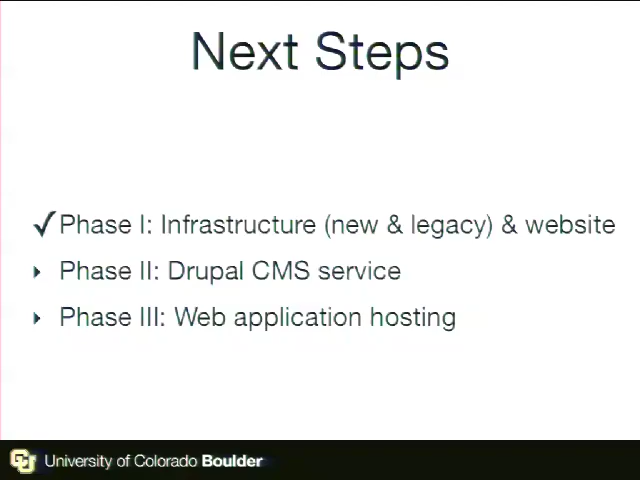 Next Steps
✓ Phase I: Infrastructure (new & legacy) & website
‣ Phase II: Drupal CMS service
‣ Phase III: Web application hosting
CU University of Colorado Boulder